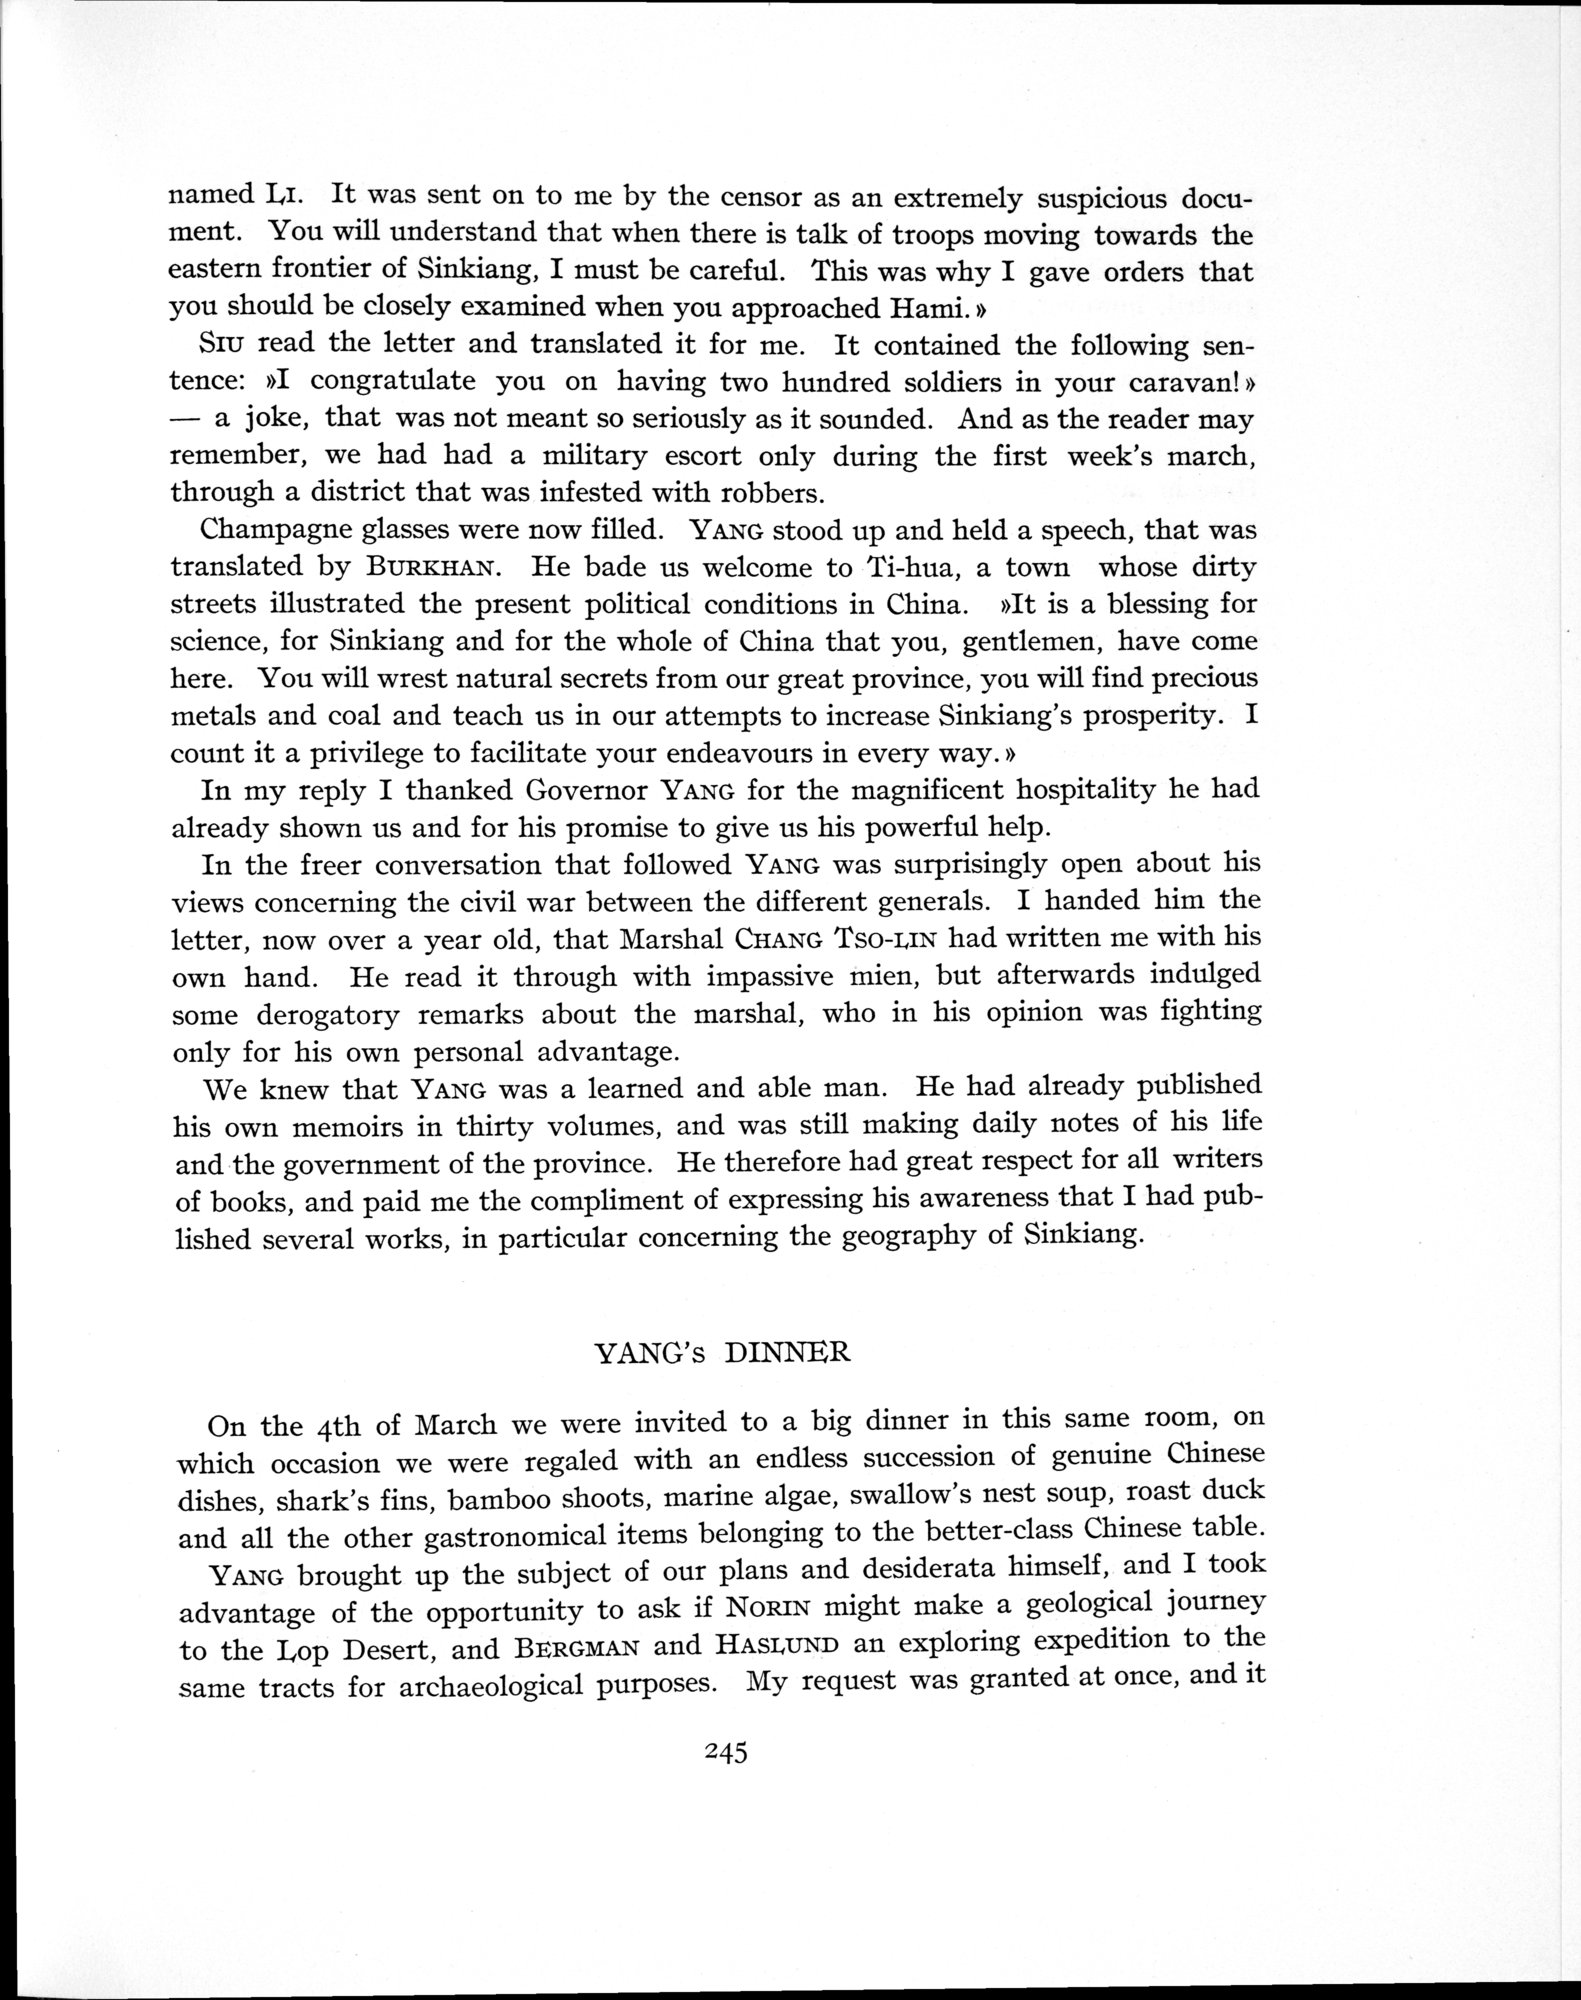 named LI. It was sent on to me by the censor as an extremely suspicious docu-
ment. You will understand that when there is talk of troops moving towards the
eastern frontier of Sinkiang, I must be careful. This was why I gave orders that
you should be closely examined when you approached Hami.»
SIU read the letter and translated it for me. It contained the following sen-
tence: »I congratulate you on having two hundred soldiers in your caravan!»
— a joke, that was not meant so seriously as it sounded. And as the reader may
remember, we had had a military escort only during the first week's march,
through a district that was infested with robbers.
Champagne glasses were now filled. YANG stood up and held a speech, that was
translated by BURKHAN. He bade us welcome to Ti-hua, a town whose dirty
streets illustrated the present political conditions in China. »It is a blessing for
science, for Sinkiang and for the whole of China that you, gentlemen, have come
here. You will wrest natural secrets from our great province, you will find precious
metals and coal and teach us in our attempts to increase Sinkiang's prosperity. I
count it a privilege to facilitate your endeavours in every way.»
In my reply I thanked Governor YANG for the magnificent hospitality he had
already shown us and for his promise to give us his powerful help.
In the freer conversation that followed YANG was surprisingly open about his
views concerning the civil war between the different generals. I handed him the
letter, now over a year old, that Marshal CHANG TSO-LIN had written me with his
own hand. He read it through with impassive mien, but afterwards indulged
some derogatory remarks about the marshal, who in his opinion was fighting
only for his own personal advantage.
We knew that YANG was a learned and able man. He had already published
his own memoirs in thirty volumes, and was still making daily notes of his life
and the government of the province. He therefore had great respect for all writers
of books, and paid me the compliment of expressing his awareness that I had pub-
lished several works, in particular concerning the geography of Sinkiang.
YANG's DINNER
On the 4th of March we were invited to a big dinner in this same room, on
which occasion we were regaled with an endless succession of genuine Chinese
dishes, shark's fins, bamboo shoots, marine algae, swallow's nest soup, roast duck
and all the other gastronomical items belonging to the better-class Chinese table.
YANG brought up the subject of our plans and desiderata himself, and I took
advantage of the opportunity to ask if NORIN might make a geological journey
to the Lop Desert, and BERGMAN and HASLUND an exploring expedition to the
same tracts for archaeological purposes. My request was granted at once, and it
245